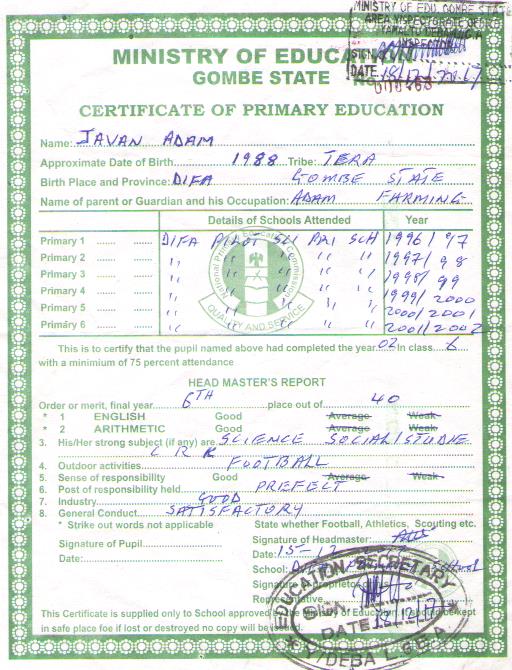 MINISTRY OF EDU. GOMBE STATE
AREA INSPECTORATE OFFICE
YAMALTU DEBA L.G.A
INSPECTOR
SIGN
DATE 18/12/2017
MINISTRY OF EDUCATION
GOMBE STATE NO
CERTIFICATE OF PRIMARY EDUCATION
Name: JAVAN ADAM
Approximate Date of Birth 1988 Tribe: TERA
Birth Place and Province: DIFA GOMBE STATE
Name of parent or Guardian and his Occupation: ADAM FARMING
Details of Schools Attended Year
Primary 1 DIFA PILOT SCI PRI SCH 1996/97
Primary 2 " " " " " 1997/98
Primary 3 " " " " " 1998/99
Primary 4 " " " " " 1999/2000
Primary 5 " " " " " 2000/2001
Primary 6 " " " " " 2001/2002
National Primary Education Commission
QUALITY AND SERVICE
This is to certify that the pupil named above had completed the year 02 In class 6
with a minimum of 75 percent attendance
HEAD MASTER'S REPORT
Order or merit, final year 6TH place out of 40
* 1 ENGLISH Good Average Weak
* 2 ARITHMETIC Good Average Weak
3. His/Her strong subject (if any) are SCIENCE SOCIAL STUDIE
C R K
4. Outdoor activities FOOTBALL
5. Sense of responsibility Good Average Weak
6. Post of responsibility held PREFECT
7. Industry GOOD
8. General Conduct SATISFACTORY
* Strike out words not applicable State whether Football, Athletics, Scouting etc.
Signature of Pupil Signature of Headmaster:
Date: Date: 15-12
School:
Signature of proprietor
Representative
EDUCATION SECRETARY
SIGN
DATE 18
Y/DEBA L.G.E.A
This Certificate is supplied only to School approved by the Ministry of Education. It should be kept
in safe place foe if lost or destroyed no copy will be issued.